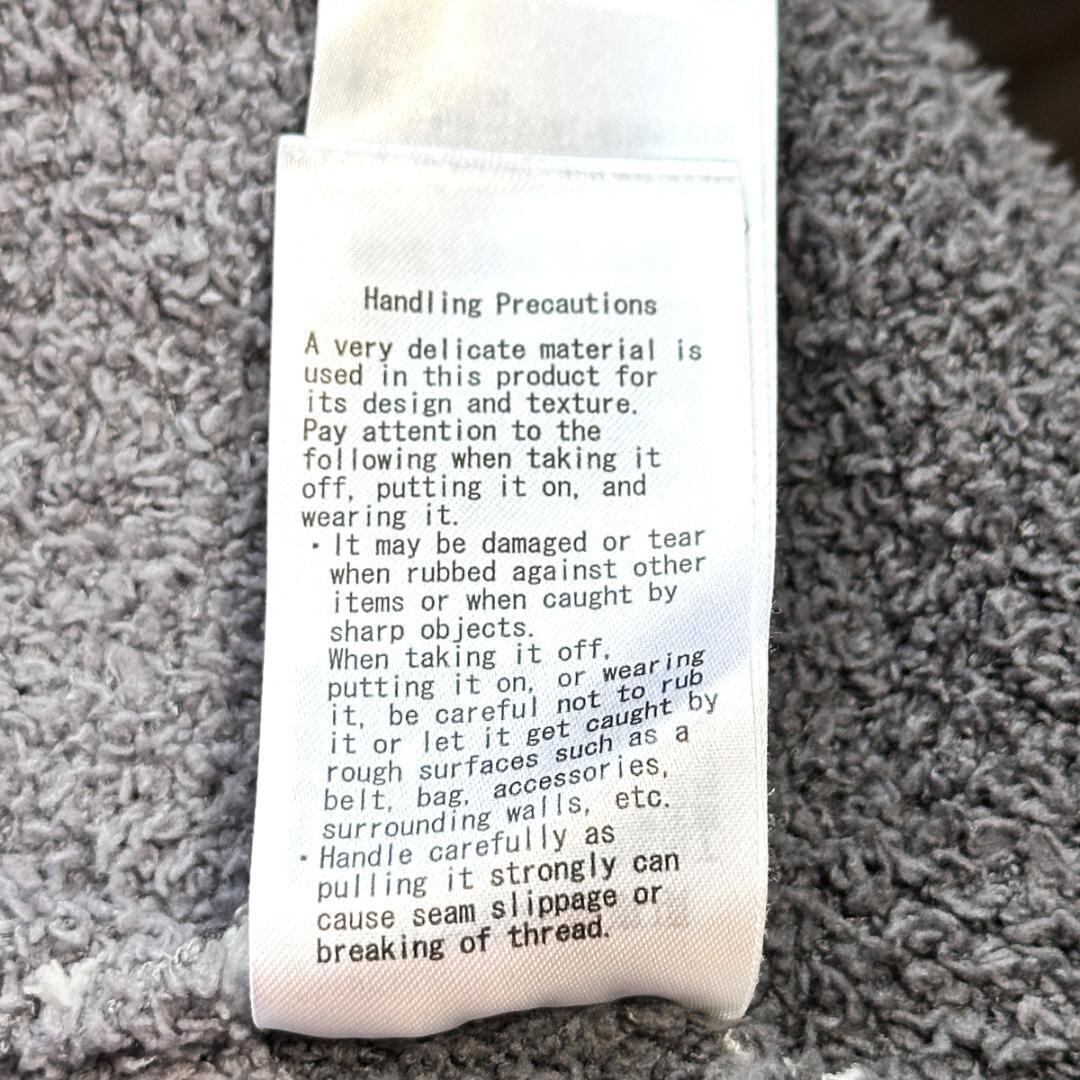 Handling Precautions
A very delicate material is
used in this product for
its design and texture.
Pay attention to the
following when taking it
off, putting it on, and
wearing it.
・It may be damaged or tear
when rubbed against other
items or when caught by
sharp objects.
When taking it off,
putting it on, or wearing
it, be careful not to rub
it or let it get caught by
rough surfaces such as a
belt, bag, accessories,
surrounding walls, etc.
・Handle carefully as
pulling it strongly can
cause seam slippage or
breaking of thread.